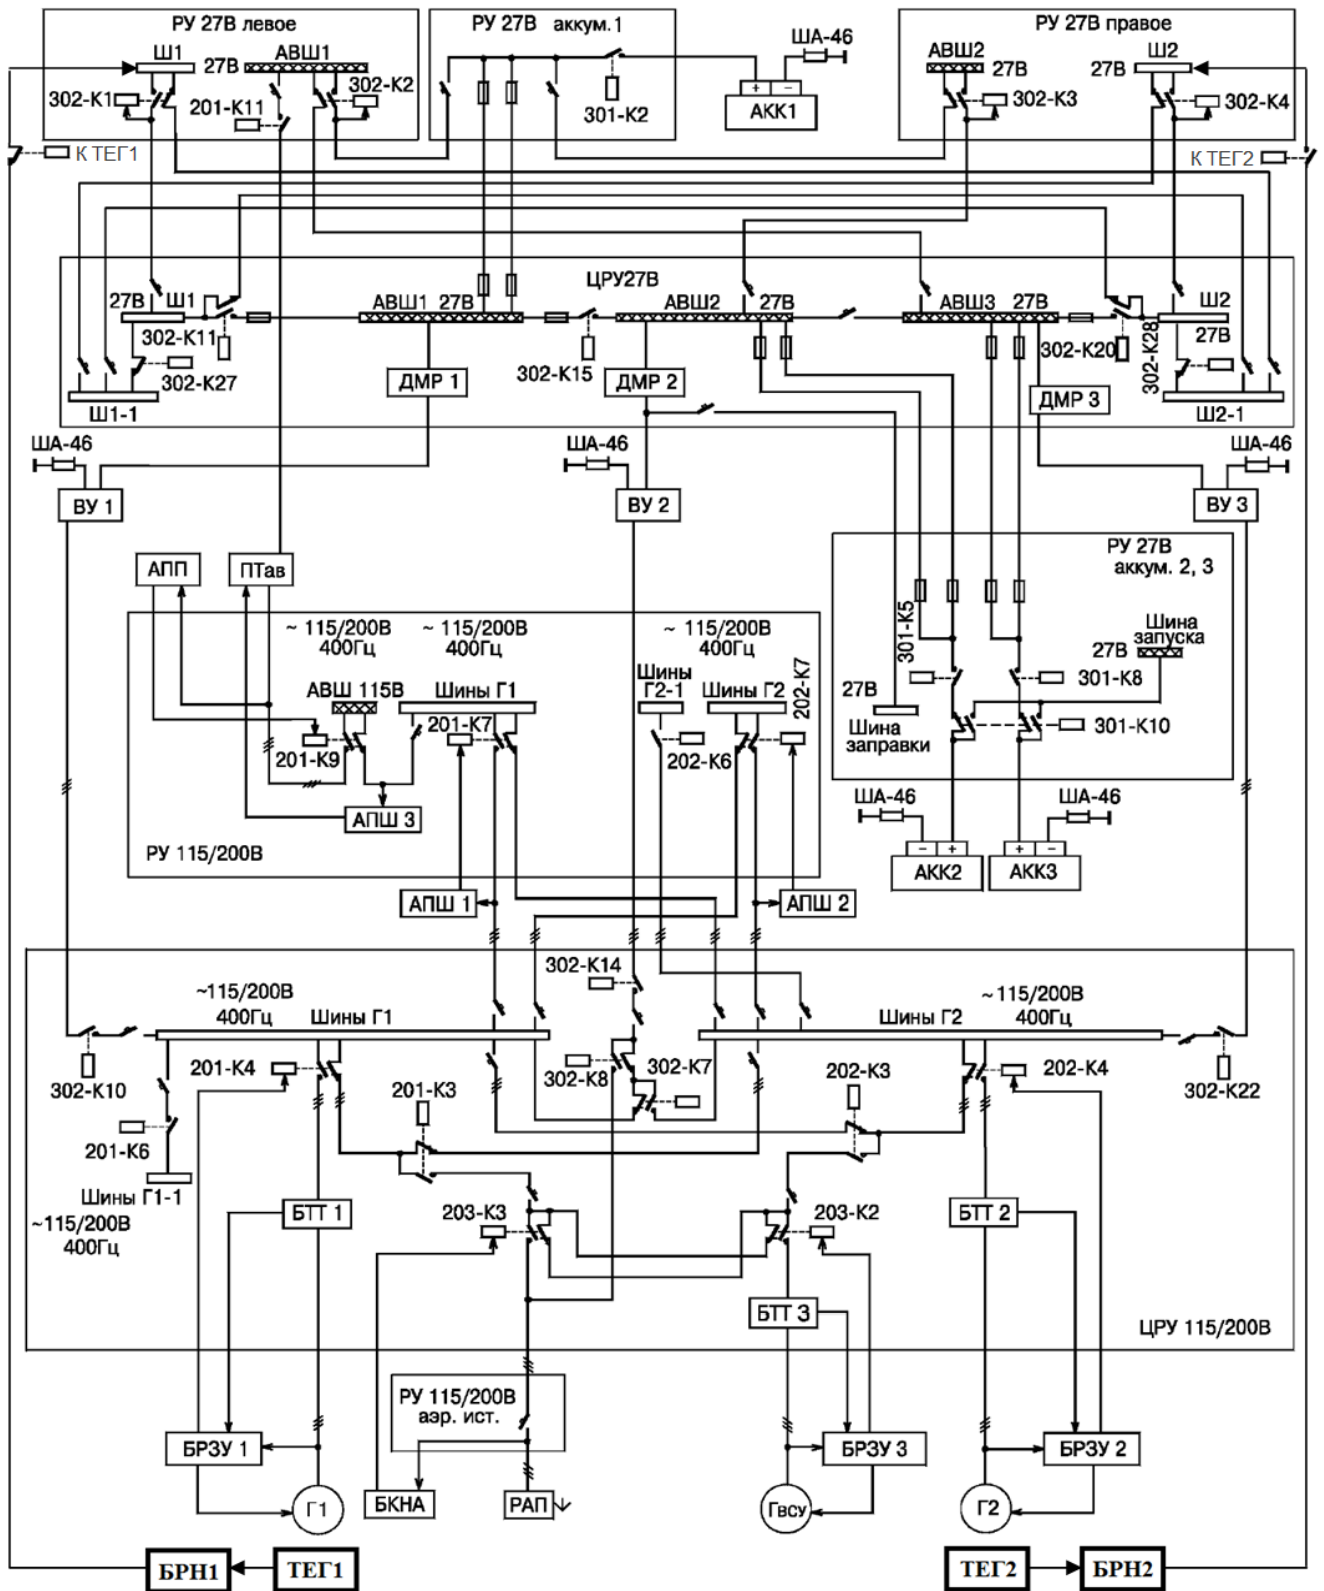 РУ 27В левое
Ш1
АВШ1
27В
302-К1
201-К11
302-К2
РУ 27В аккум.1
301-К2
ША-46
+ −
АКК1
РУ 27В правое
АВШ2
27В
Ш2
27В
302-К3
302-К4
К ТЕГ1
К ТЕГ2
ЦРУ27В
27В
Ш1
302-К11
302-К27
Ш1-1
АВШ1 27В
ДМР 1
302-К15
АВШ2 27В
ДМР 2
АВШ3 27В
ДМР 3
302-К20
302-К28
Ш2
27В
Ш2-1
ША-46
ВУ 1
ША-46
ВУ 2
ША-46
ВУ 3
АПП
ПТав
~ 115/200В
400Гц
~ 115/200В
400Гц
~ 115/200В
400Гц
АВШ 115В
Шины Г1
Шины
Г2-1
Шины Г2
202-К7
201-К9
201-К7
202-К6
АПШ 3
РУ 115/200В
РУ 27В
аккум. 2, 3
301-К5
Шина
запуска
27В
301-К8
27В
Шина
заправки
301-К10
ША-46
− +
АКК2
ША-46
+ −
АКК3
АПШ 1
АПШ 2
~115/200В
400Гц
Шины Г1
302-К14
Шины Г2
~115/200В
400Гц
302-К10
201-К4
302-К8
302-К7
202-К3
202-К4
302-К22
201-К3
201-К6
Шины Г1-1
~115/200В
400Гц
БТТ 1
203-К3
203-К2
БТТ 2
БТТ 3
ЦРУ 115/200В
РУ 115/200В
аэр. ист.
БРЗУ 1
БРЗУ 3
БРЗУ 2
Г1
БКНА
РАП
Гвсу
Г2
БРН1
ТЕГ1
ТЕГ2
БРН2